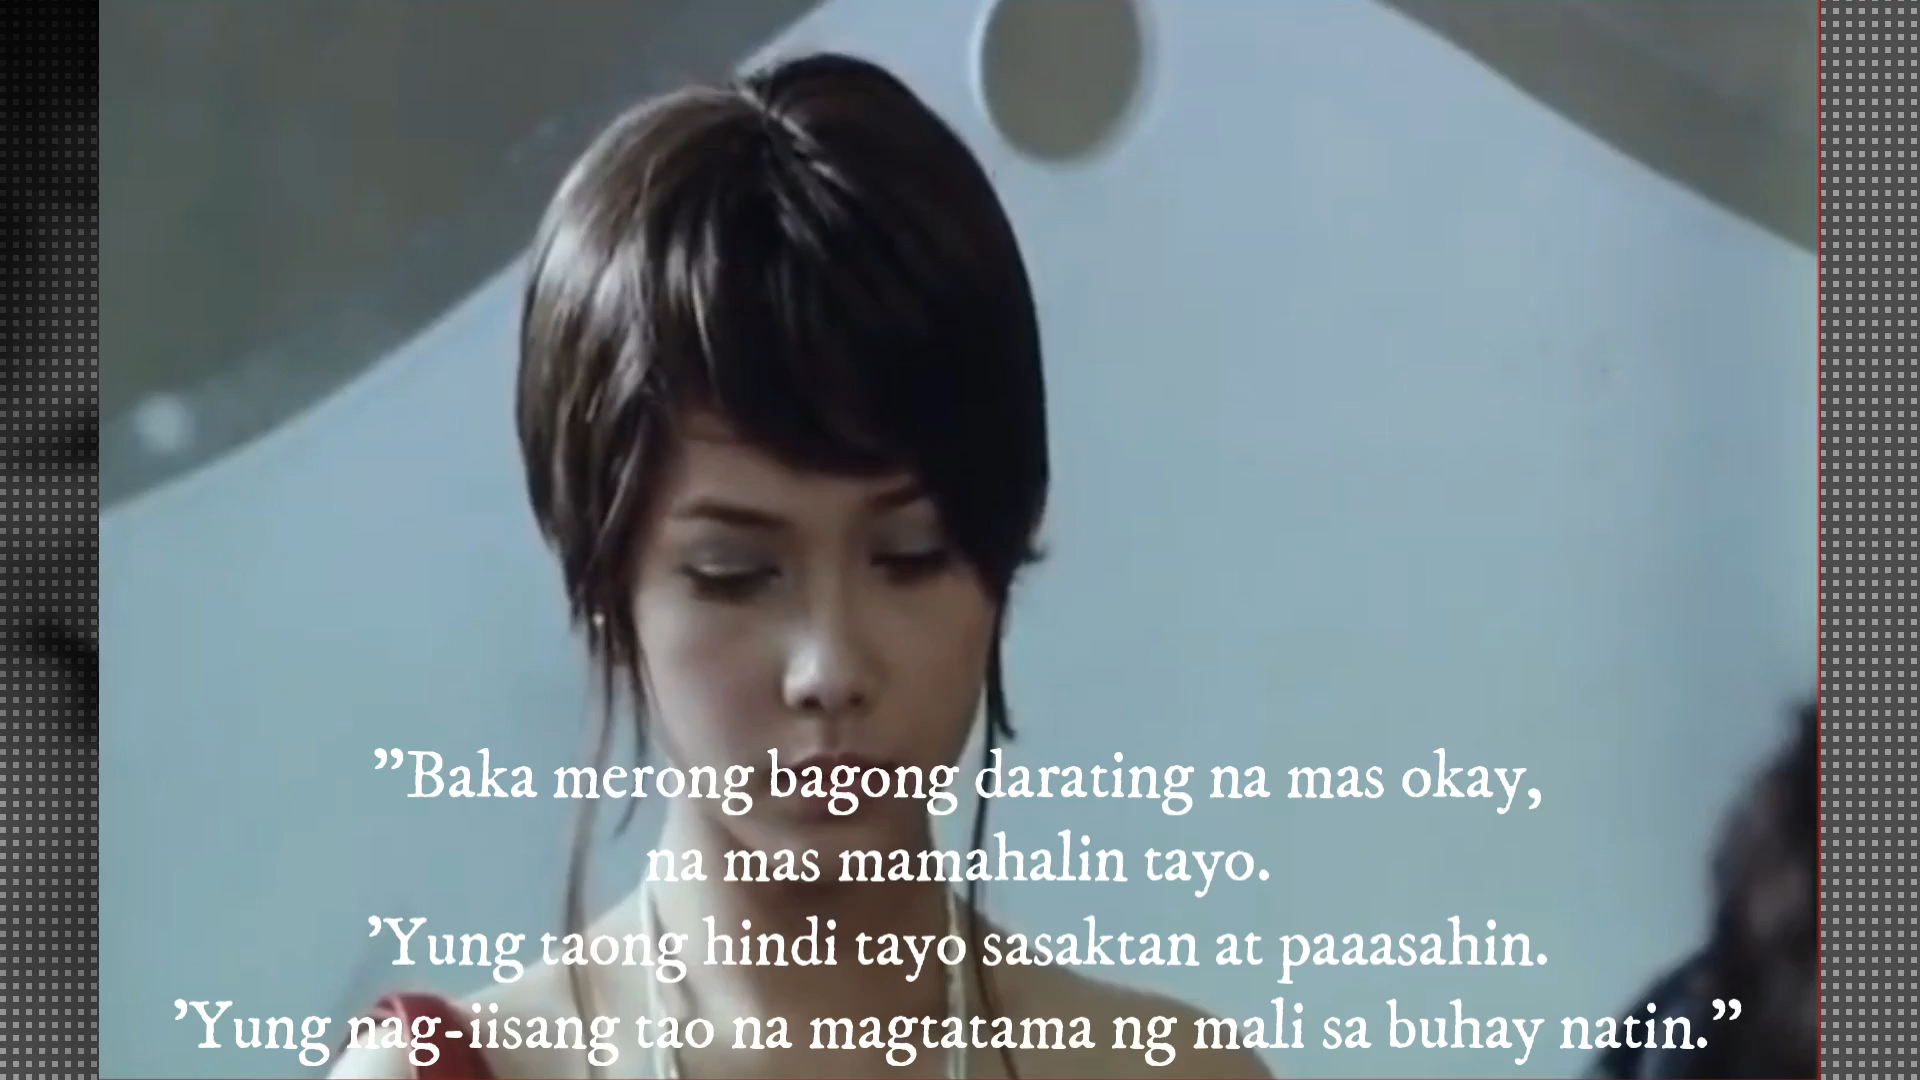 ”Baka merong bagong darating na mas okay,
na mas mamahalin tayo.
’Yung taong hindi tayo sasaktan at paaasahin.
’Yung nag-iisang tao na magtatama ng mali sa buhay natin.”